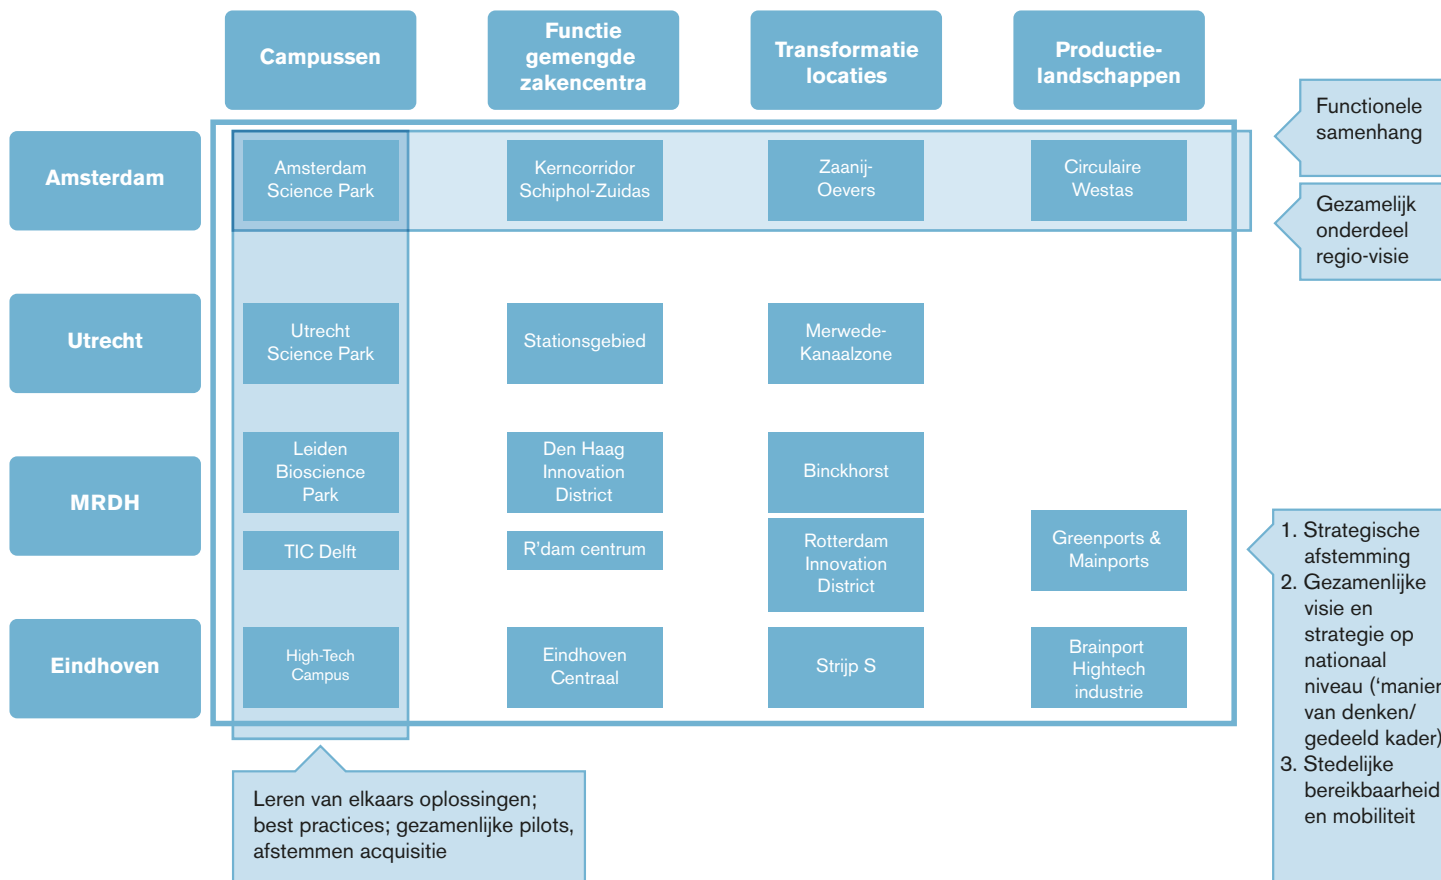 Campussen
Functie
gemengde
zakencentra
Transformatie
locaties
Productie-
landschappen
Amsterdam
Amsterdam
Science Park
Kerncorridor
Schiphol-Zuidas
Zaanij-
Oevers
Circulaire
Westas
Functionele
samenhang
Gezamelijk
onderdeel
regio-visie
Utrecht
Utrecht
Science Park
Stationsgebied
Merwede-
Kanaalzone
MRDH
Leiden
Bioscience
Park
Den Haag
Innovation
District
Binckhorst
TIC Delft
R'dam centrum
Rotterdam
Innovation
District
Greenports &
Mainports
Eindhoven
High-Tech
Campus
Eindhoven
Centraal
Strijp S
Brainport
Hightech
industrie
1. Strategische
afstemming
2. Gezamenlijke
visie en
strategie op
nationaal
niveau (‘manier
van denken/
gedeeld kader)
3. Stedelijke
bereikbaarheid
en mobiliteit
Leren van elkaars oplossingen;
best practices; gezamenlijke pilots,
afstemmen acquisitie